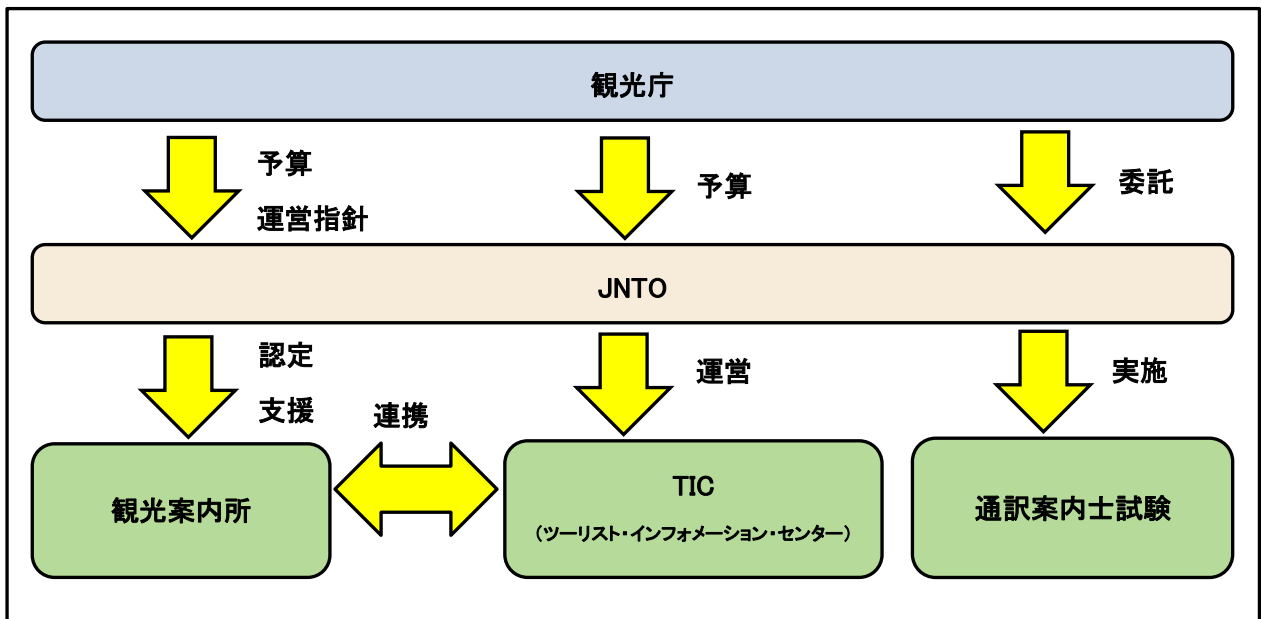 観光庁
予算
運営指針
予算
委託
JNTO
認定
支援
連携
運営
実施
観光案内所
TIC
（ツーリスト・インフォメーション・センター）
通訳案内士試験